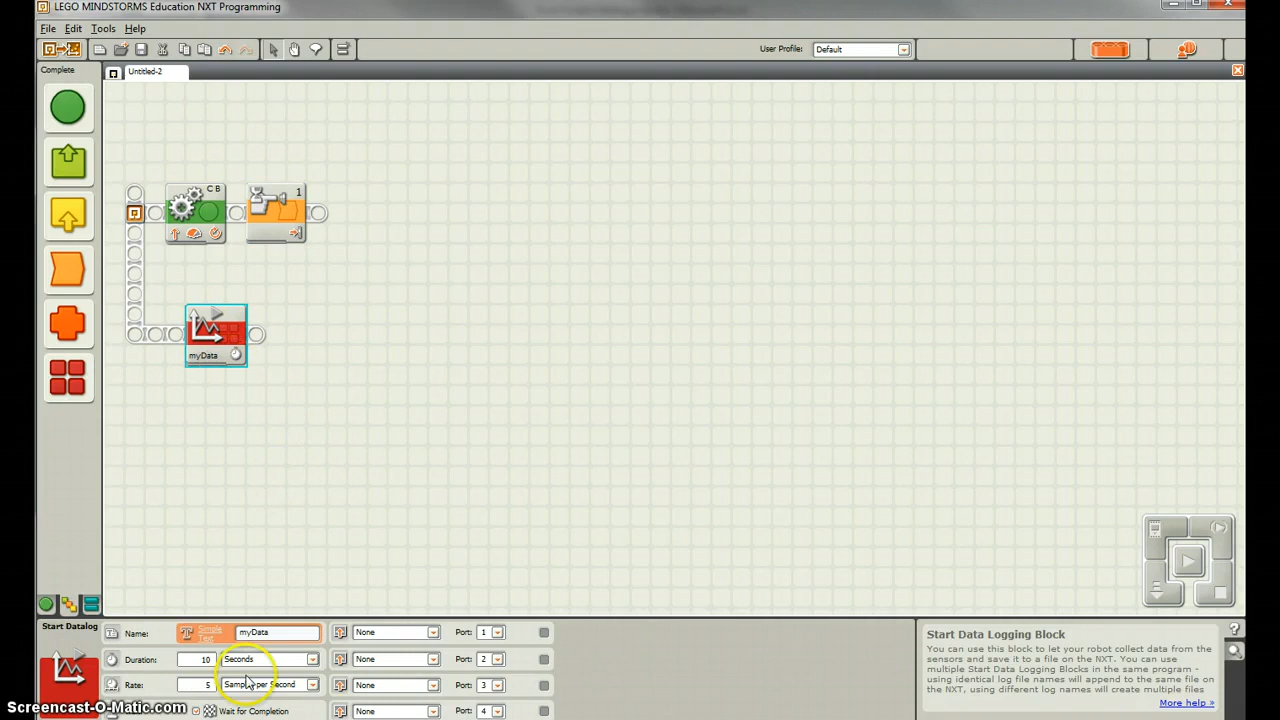 LEGO MINDSTORMS Education NXT Programming
File Edit Tools Help
User Profile: Default
Complete
Untitled-2
C B
1
myData
Start Datalog
Name: Simple Text myData
Duration: 10 Seconds
Rate: 5 Samples per Second
Wait for Completion
None Port: 1
None Port: 2
None Port: 3
None Port: 4
Start Data Logging Block
You can use this block to let your robot collect data from the
sensors and save it to a file on the NXT. You can use
multiple Start Data Logging Blocks in the same program -
using identical log file names will append to the same file on
the NXT, using different log names will create multiple files
More help »
?
Screencast-O-Matic.com